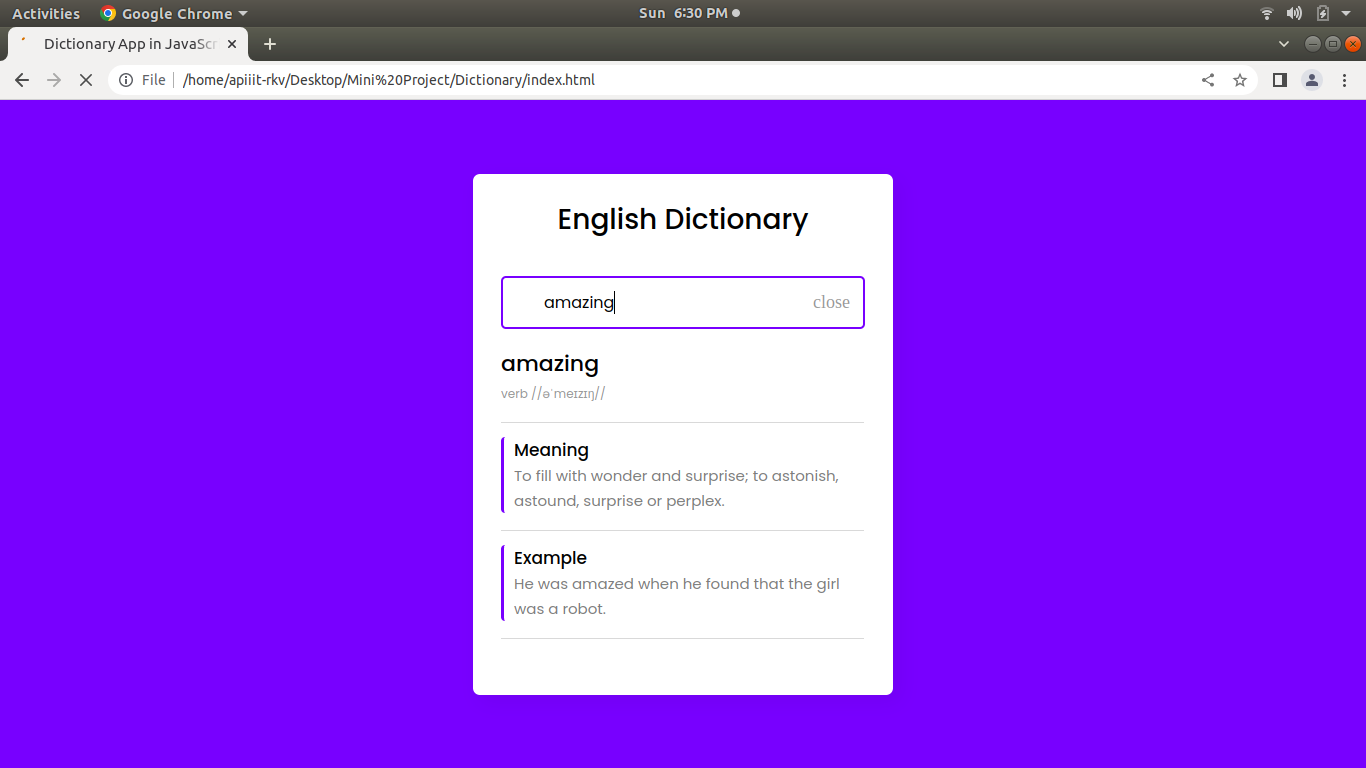 Activities Google Chrome Sun 6:30 PM
Dictionary App in JavaScr
File /home/apiiit-rkv/Desktop/Mini%20Project/Dictionary/index.html
English Dictionary
amazing close
amazing
verb //əˈmeɪzɪŋ//
Meaning
To fill with wonder and surprise; to astonish,
astound, surprise or perplex.
Example
He was amazed when he found that the girl
was a robot.